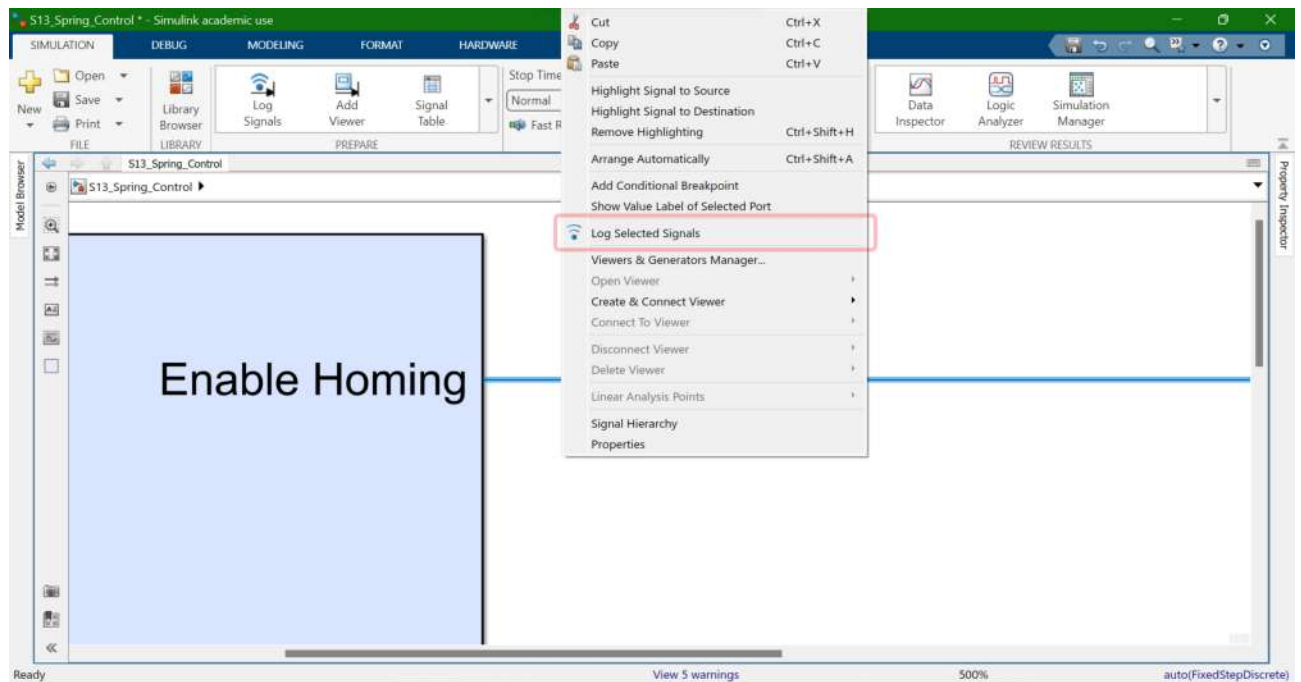 S13_Spring_Control * - Simulink academic use
SIMULATION DEBUG MODELING FORMAT HARDWARE
New
Open
Save
Print
FILE
Library Browser
LIBRARY
Log Signals
Add Viewer
Signal Table
PREPARE
Stop Time
Normal
Fast R
Data Inspector
Logic Analyzer
Simulation Manager
REVIEW RESULTS
Model Browser
S13_Spring_Control
S13_Spring_Control
Property Inspector
Enable Homing
Cut Ctrl+X
Copy Ctrl+C
Paste Ctrl+V
Highlight Signal to Source
Highlight Signal to Destination
Remove Highlighting Ctrl+Shift+H
Arrange Automatically Ctrl+Shift+A
Add Conditional Breakpoint
Show Value Label of Selected Port
Log Selected Signals
Viewers & Generators Manager...
Open Viewer
Create & Connect Viewer
Connect To Viewer
Disconnect Viewer
Delete Viewer
Linear Analysis Points
Signal Hierarchy
Properties
Ready View 5 warnings 500% auto(FixedStepDiscrete)